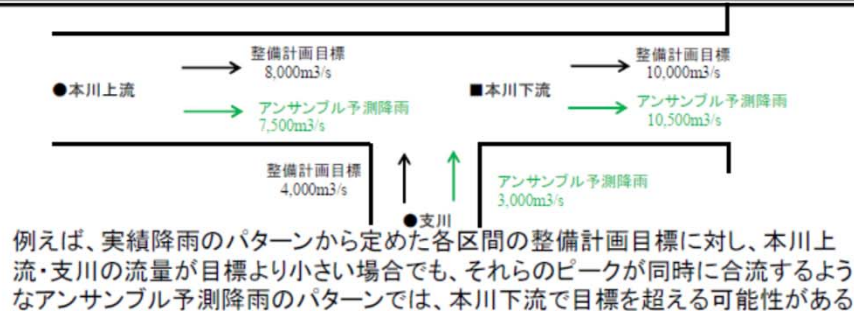 整備計画目標
8,000m3/s
整備計画目標
10,000m3/s
●本川上流
■本川下流
アンサンブル予測降雨
7,500m3/s
アンサンブル予測降雨
10,500m3/s
整備計画目標
4,000m3/s
アンサンブル予測降雨
3,000m3/s
●支川
例えば、実績降雨のパターンから定めた各区間の整備計画目標に対し、本川上
流・支川の流量が目標より小さい場合でも、それらのピークが同時に合流するよう
なアンサンブル予測降雨のパターンでは、本川下流で目標を超える可能性がある